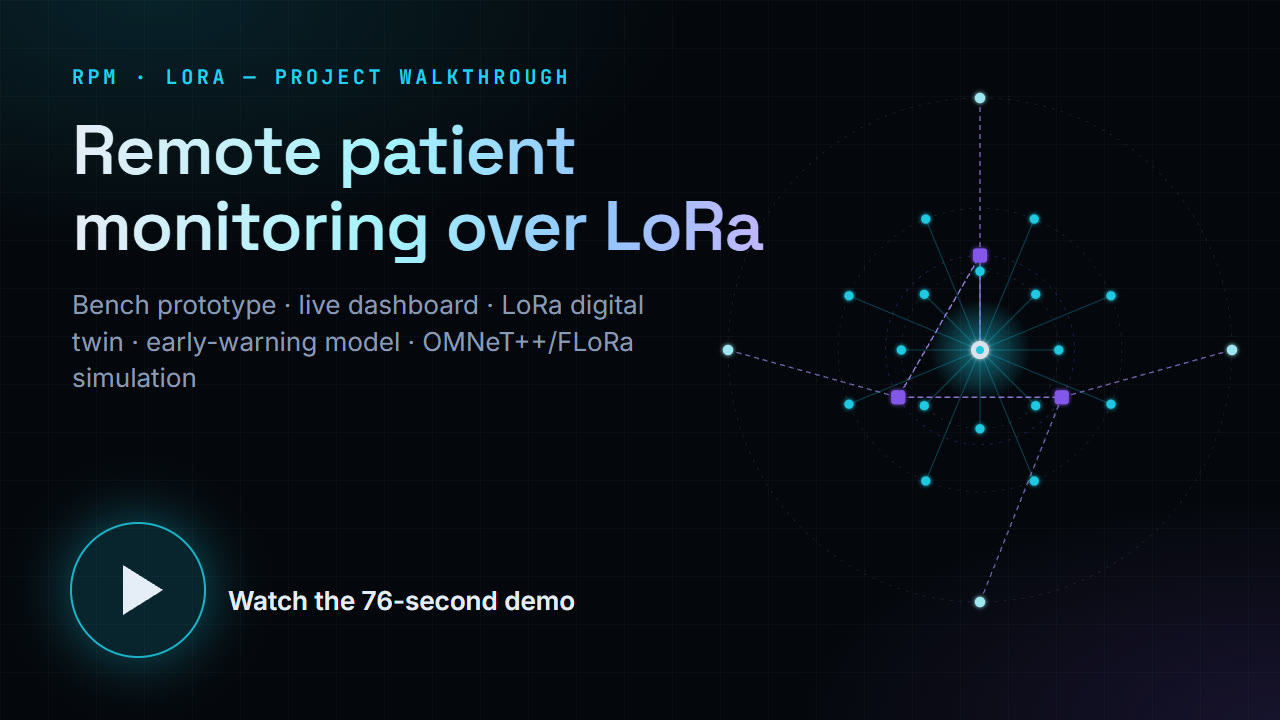 RPM · LORA — PROJECT WALKTHROUGH
Remote patient
monitoring over LoRa
Bench prototype · live dashboard · LoRa digital
twin · early-warning model · OMNeT++/FLoRa
simulation
Watch the 76-second demo